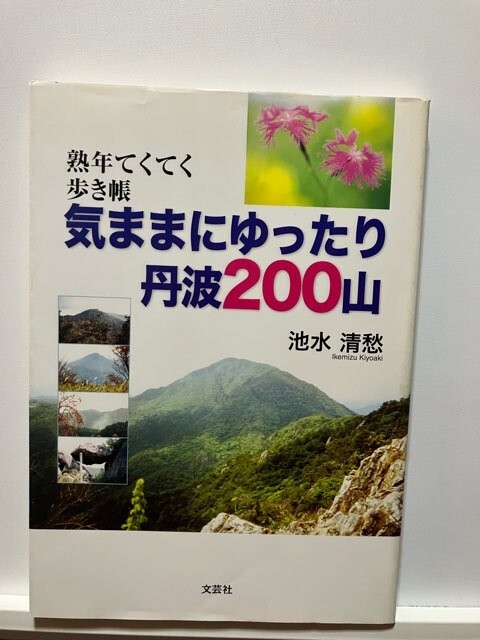 熟年てくてく
歩き帳
気ままにゆったり
丹波200山
池水 清愁
Ikemizu Kiyoaki
文芸社